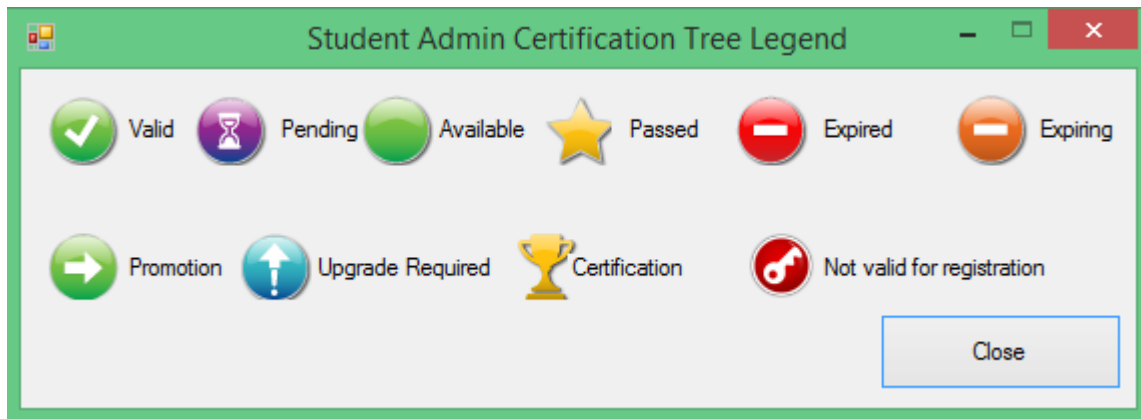 Student Admin Certification Tree Legend
Valid Pending Available Passed Expired Expiring
Promotion Upgrade Required Certification Not valid for registration
Close